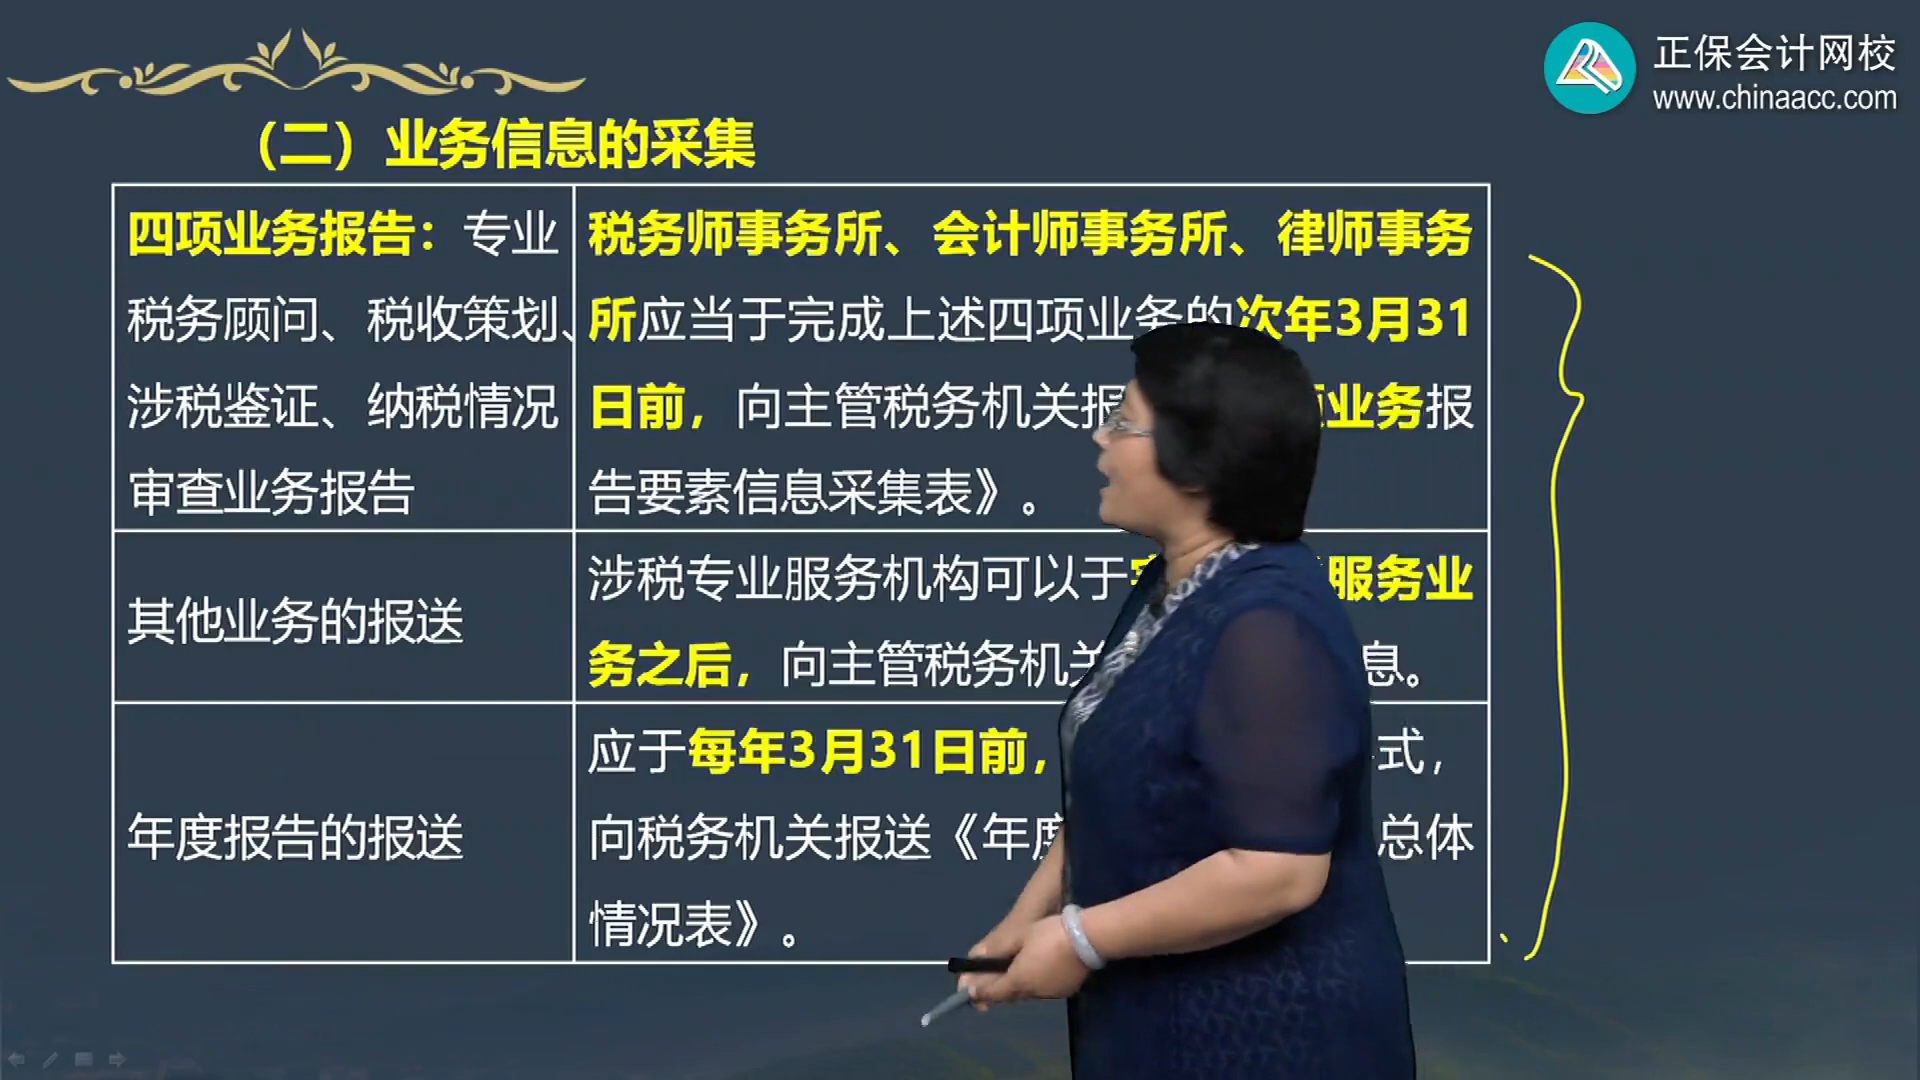 正保会计网校
www.chinaacc.com
（二）业务信息的采集
四项业务报告：专业
税务顾问、税收策划、
涉税鉴证、纳税情况
审查业务报告
税务师事务所、会计师事务所、律师事务
所应当于完成上述四项业务的次年3月31
日前，向主管税务机关报 业务报
告要素信息采集表》。
其他业务的报送
涉税专业服务机构可以于 服务业
务之后，向主管税务机关 息。
年度报告的报送
应于每年3月31日前， 式，
向税务机关报送《年度 总体
情况表》。